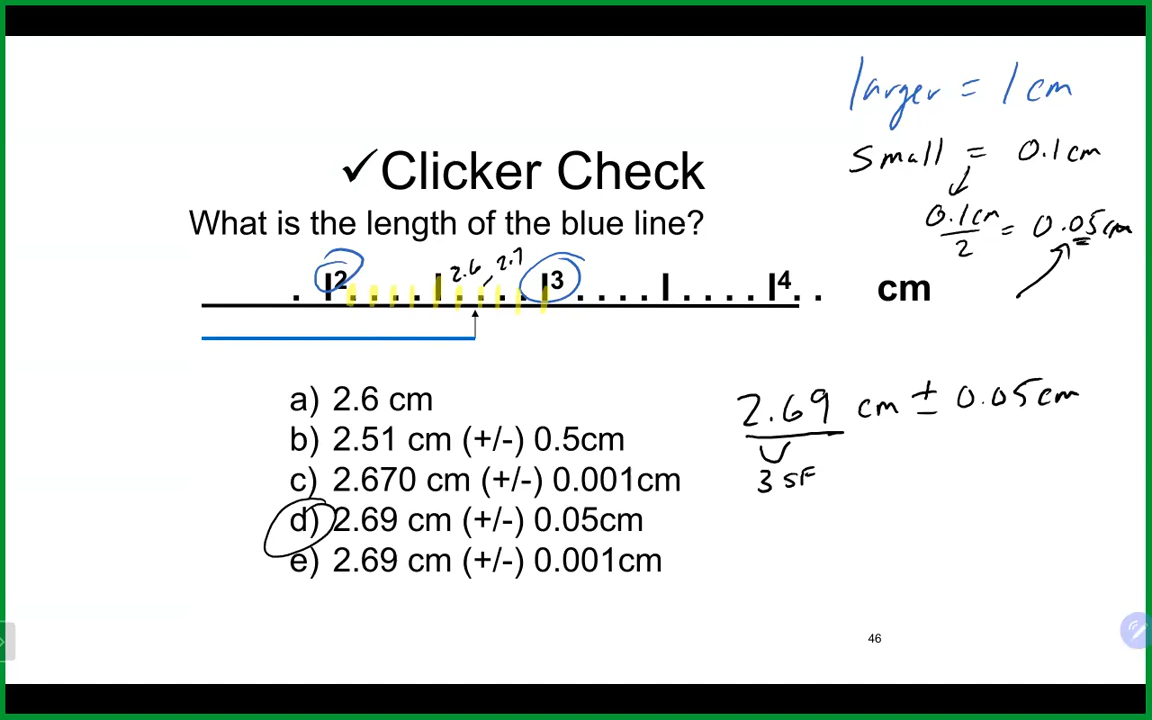 larger = 1 cm
small = 0.1 cm
0.1cm/2 = 0.05cm
✓Clicker Check
What is the length of the blue line?
2.6 2.7
. I2. . . . I . . . . I3. . . . I . . . . I4. . cm
a) 2.6 cm
b) 2.51 cm (+/-) 0.5cm
c) 2.670 cm (+/-) 0.001cm
d) 2.69 cm (+/-) 0.05cm
e) 2.69 cm (+/-) 0.001cm
2.69 cm ± 0.05cm
3 SF
46